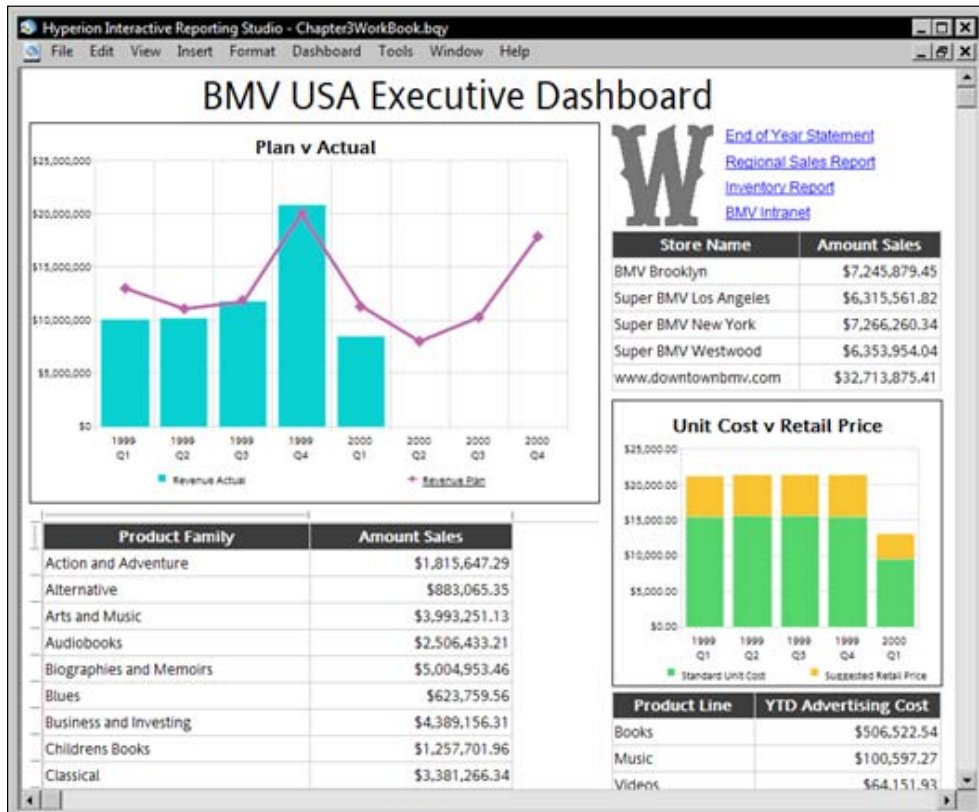 Hyperion Interactive Reporting Studio - Chapter3WorkBook.bqy
File Edit View Insert Format Dashboard Tools Window Help
BMV USA Executive Dashboard
Plan v Actual
$25,000,000
$20,000,000
$15,000,000
$10,000,000
$5,000,000
$0
1999 Q1
1999 Q2
1999 Q3
1999 Q4
2000 Q1
2000 Q2
2000 Q3
2000 Q4
Revenue Actual
Revenue Plan
W
End of Year Statement
Regional Sales Report
Inventory Report
BMV Intranet
Store Name Amount Sales
BMV Brooklyn $7,245,879.45
Super BMV Los Angeles $6,315,561.82
Super BMV New York $7,266,260.34
Super BMV Westwood $6,353,954.04
www.downtownbmv.com $32,713,875.41
Unit Cost v Retail Price
$25,000.00
$20,000.00
$15,000.00
$10,000.00
$5,000.00
$0.00
1999 Q1
1999 Q2
1999 Q3
1999 Q4
2000 Q1
Standard Unit Cost
Suggested Retail Price
Product Family Amount Sales
Action and Adventure $1,815,647.29
Alternative $883,065.35
Arts and Music $3,993,251.13
Audiobooks $2,506,433.21
Biographies and Memoirs $5,004,953.46
Blues $623,759.56
Business and Investing $4,389,156.31
Childrens Books $1,257,701.96
Classical $3,381,266.34
Product Line YTD Advertising Cost
Books $506,522.54
Music $100,597.27
Videos $64,151.93